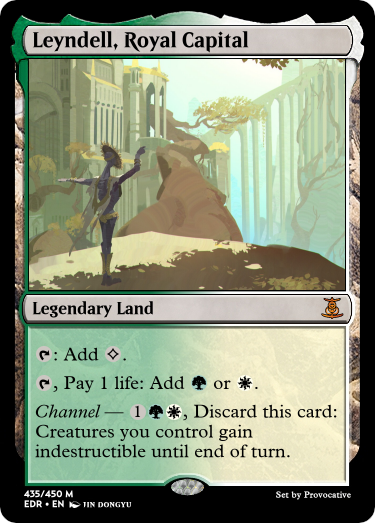 Leyndell, Royal Capital
Legendary Land
: Add .
, Pay 1 life: Add or .
Channel — 1, Discard this card:
Creatures you control gain
indestructible until end of turn.
435/450 M
EDR • EN JIN DONGYU
Set by Provocative